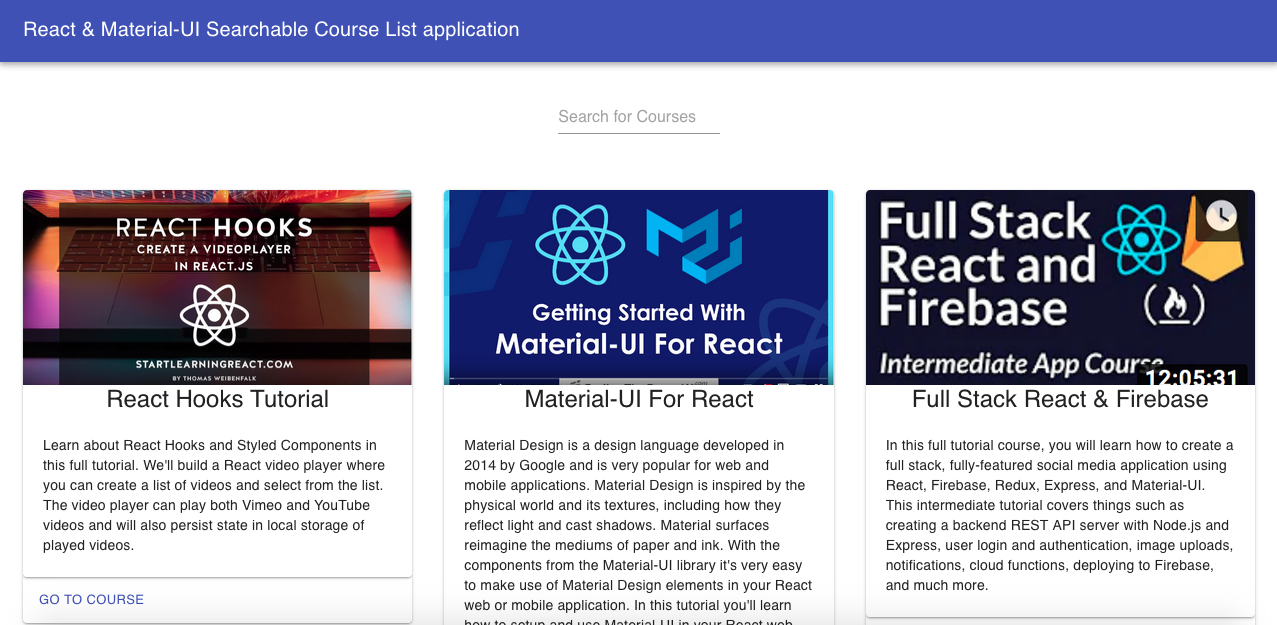 React & Material-UI Searchable Course List application
Search for Courses
REACT HOOKS
CREATE A VIDEOPLAYER
IN REACT.JS
STARTLEARNINGREACT.COM
BY THOMAS WEIBENFALK
React Hooks Tutorial
Learn about React Hooks and Styled Components in
this full tutorial. We'll build a React video player where
you can create a list of videos and select from the list.
The video player can play both Vimeo and YouTube
videos and will also persist state in local storage of
played videos.
GO TO COURSE
Getting Started With
Material-UI For React
Material-UI For React
Material Design is a design language developed in
2014 by Google and is very popular for web and
mobile applications. Material Design is inspired by the
physical world and its textures, including how they
reflect light and cast shadows. Material surfaces
reimagine the mediums of paper and ink. With the
components from the Material-UI library it's very easy
to make use of Material Design elements in your React
web or mobile application. In this tutorial you'll learn
how to setup and use Material-UI in your React web
Full Stack
React and
Firebase
Intermediate App Course
12:05:31
Full Stack React & Firebase
In this full tutorial course, you will learn how to create a
full stack, fully-featured social media application using
React, Firebase, Redux, Express, and Material-UI.
This intermediate tutorial covers things such as
creating a backend REST API server with Node.js and
Express, user login and authentication, image uploads,
notifications, cloud functions, deploying to Firebase,
and much more.